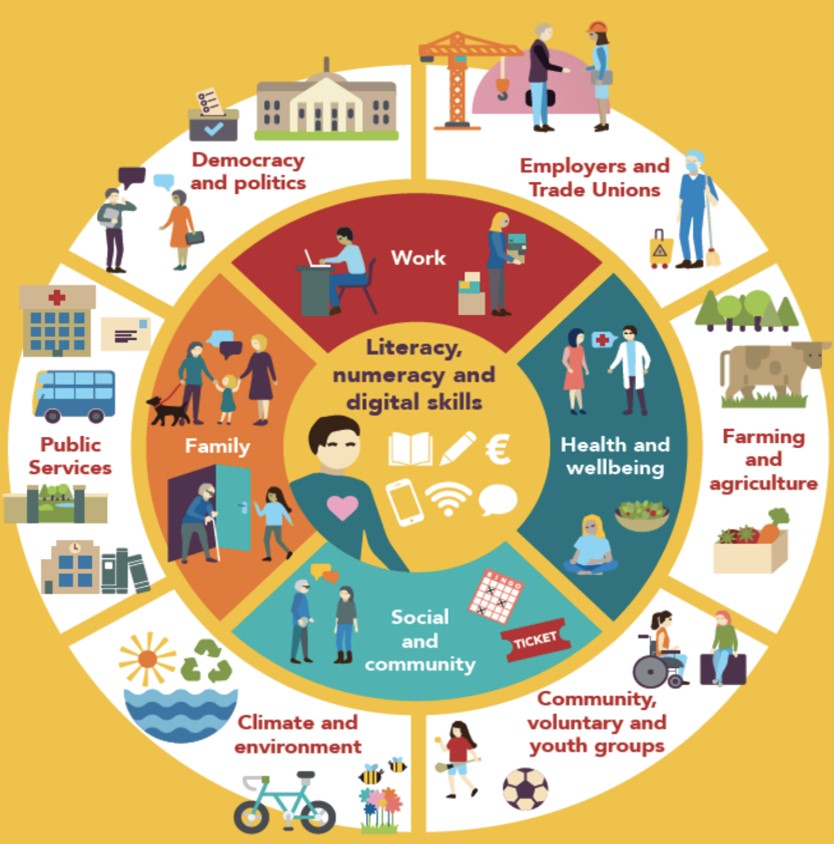 Democracy
and politics
Employers and
Trade Unions
Work
Literacy,
numeracy and
digital skills
€
Family
Health and
wellbeing
Public
Services
Farming
and
agriculture
Social
and
community
BINGO
TICKET
Climate and
environment
Community,
voluntary and
youth groups